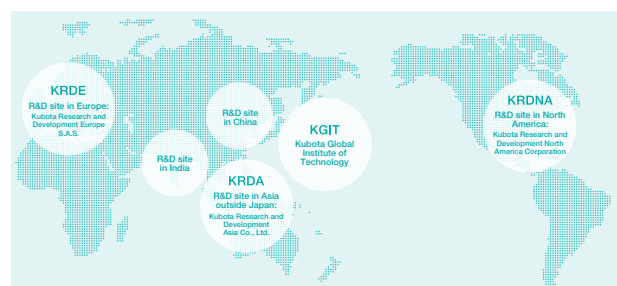 KRDE
R&D site in Europe:
Kubota Research and
Development Europe
S.A.S.
R&D site
in China
R&D site
in India
KGIT
Kubota Global
Institute of
Technology
KRDA
R&D site in Asia
outside Japan:
Kubota Research and
Development
Asia Co., Ltd.
KRDNA
R&D site in North
America:
Kubota Research and
Development North
America Corporation